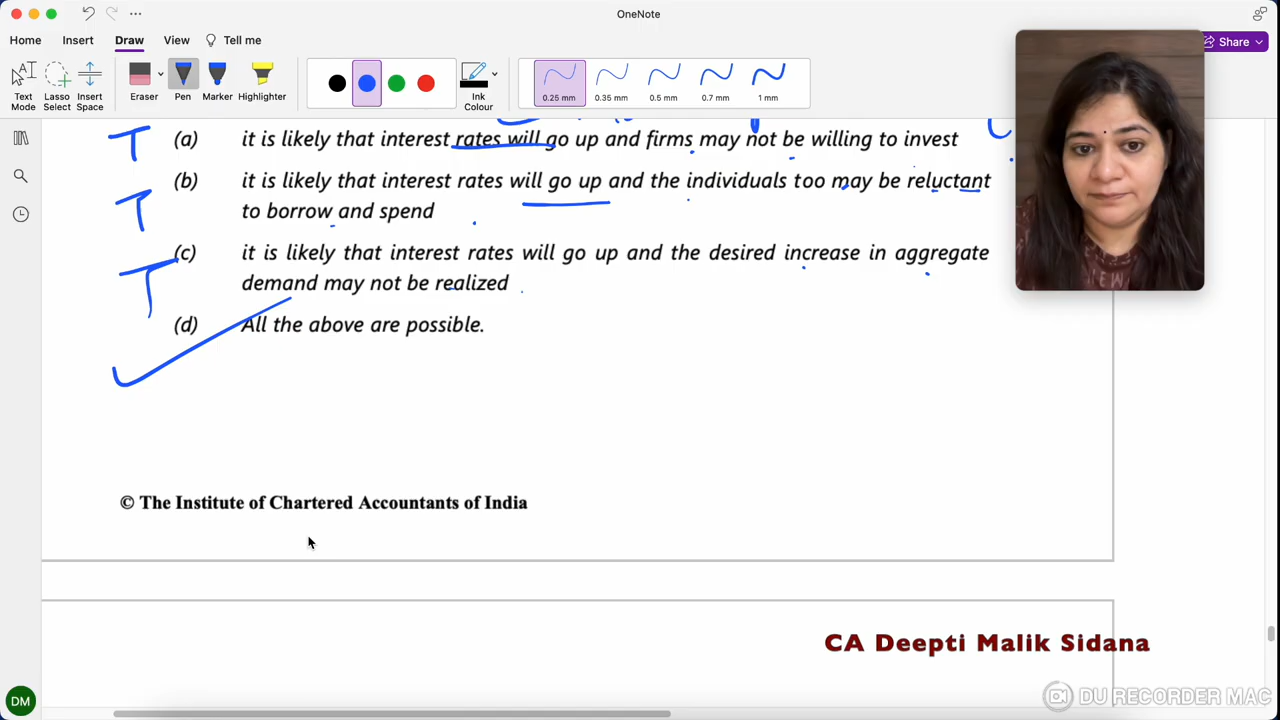 OneNote
Home Insert Draw View Tell me
Share
Text Mode
Lasso Select
Insert Space
Eraser
Pen
Marker
Highlighter
Ink Colour
0.25 mm 0.35 mm 0.5 mm 0.7 mm 1 mm
T (a) it is likely that interest rates will go up and firms may not be willing to invest
T (b) it is likely that interest rates will go up and the individuals too may be reluctant
to borrow and spend
T (c) it is likely that interest rates will go up and the desired increase in aggregate
demand may not be realized
(d) All the above are possible.
© The Institute of Chartered Accountants of India
CA Deepti Malik Sidana
DM
DU RECORDER MAC